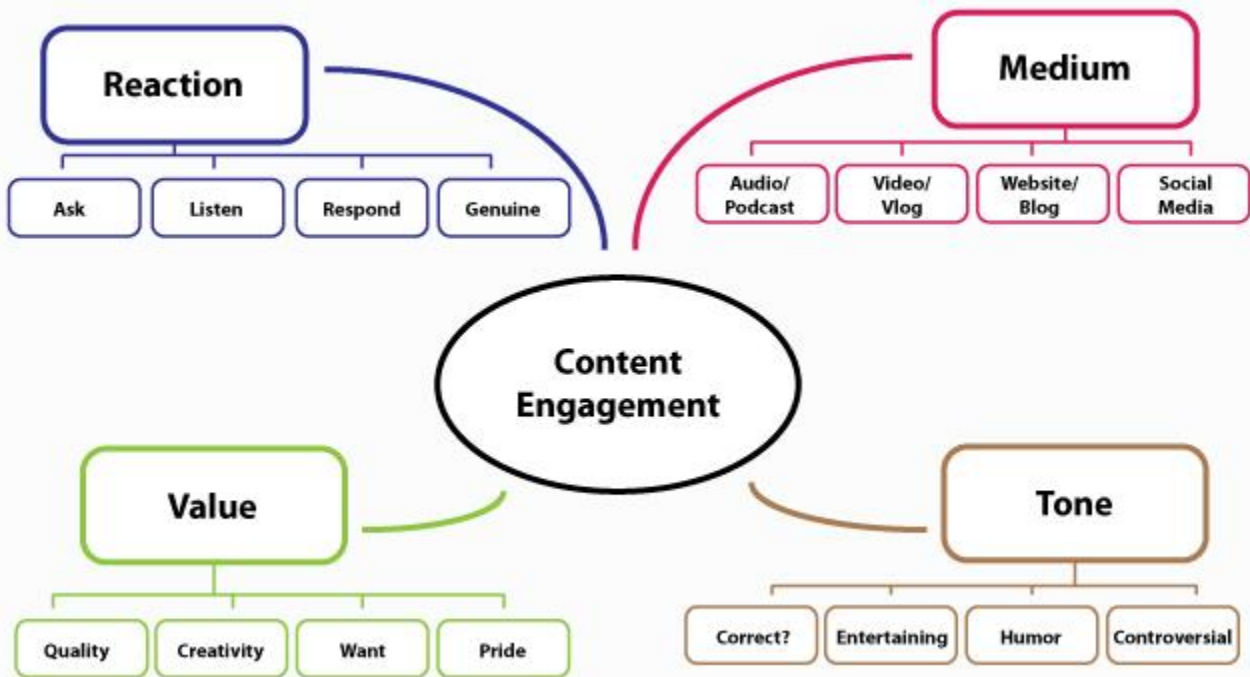 Reaction
Medium
Ask
Listen
Respond
Genuine
Audio/
Podcast
Video/
Vlog
Website/
Blog
Social
Media
Content
Engagement
Value
Tone
Quality
Creativity
Want
Pride
Correct?
Entertaining
Humor
Controversial